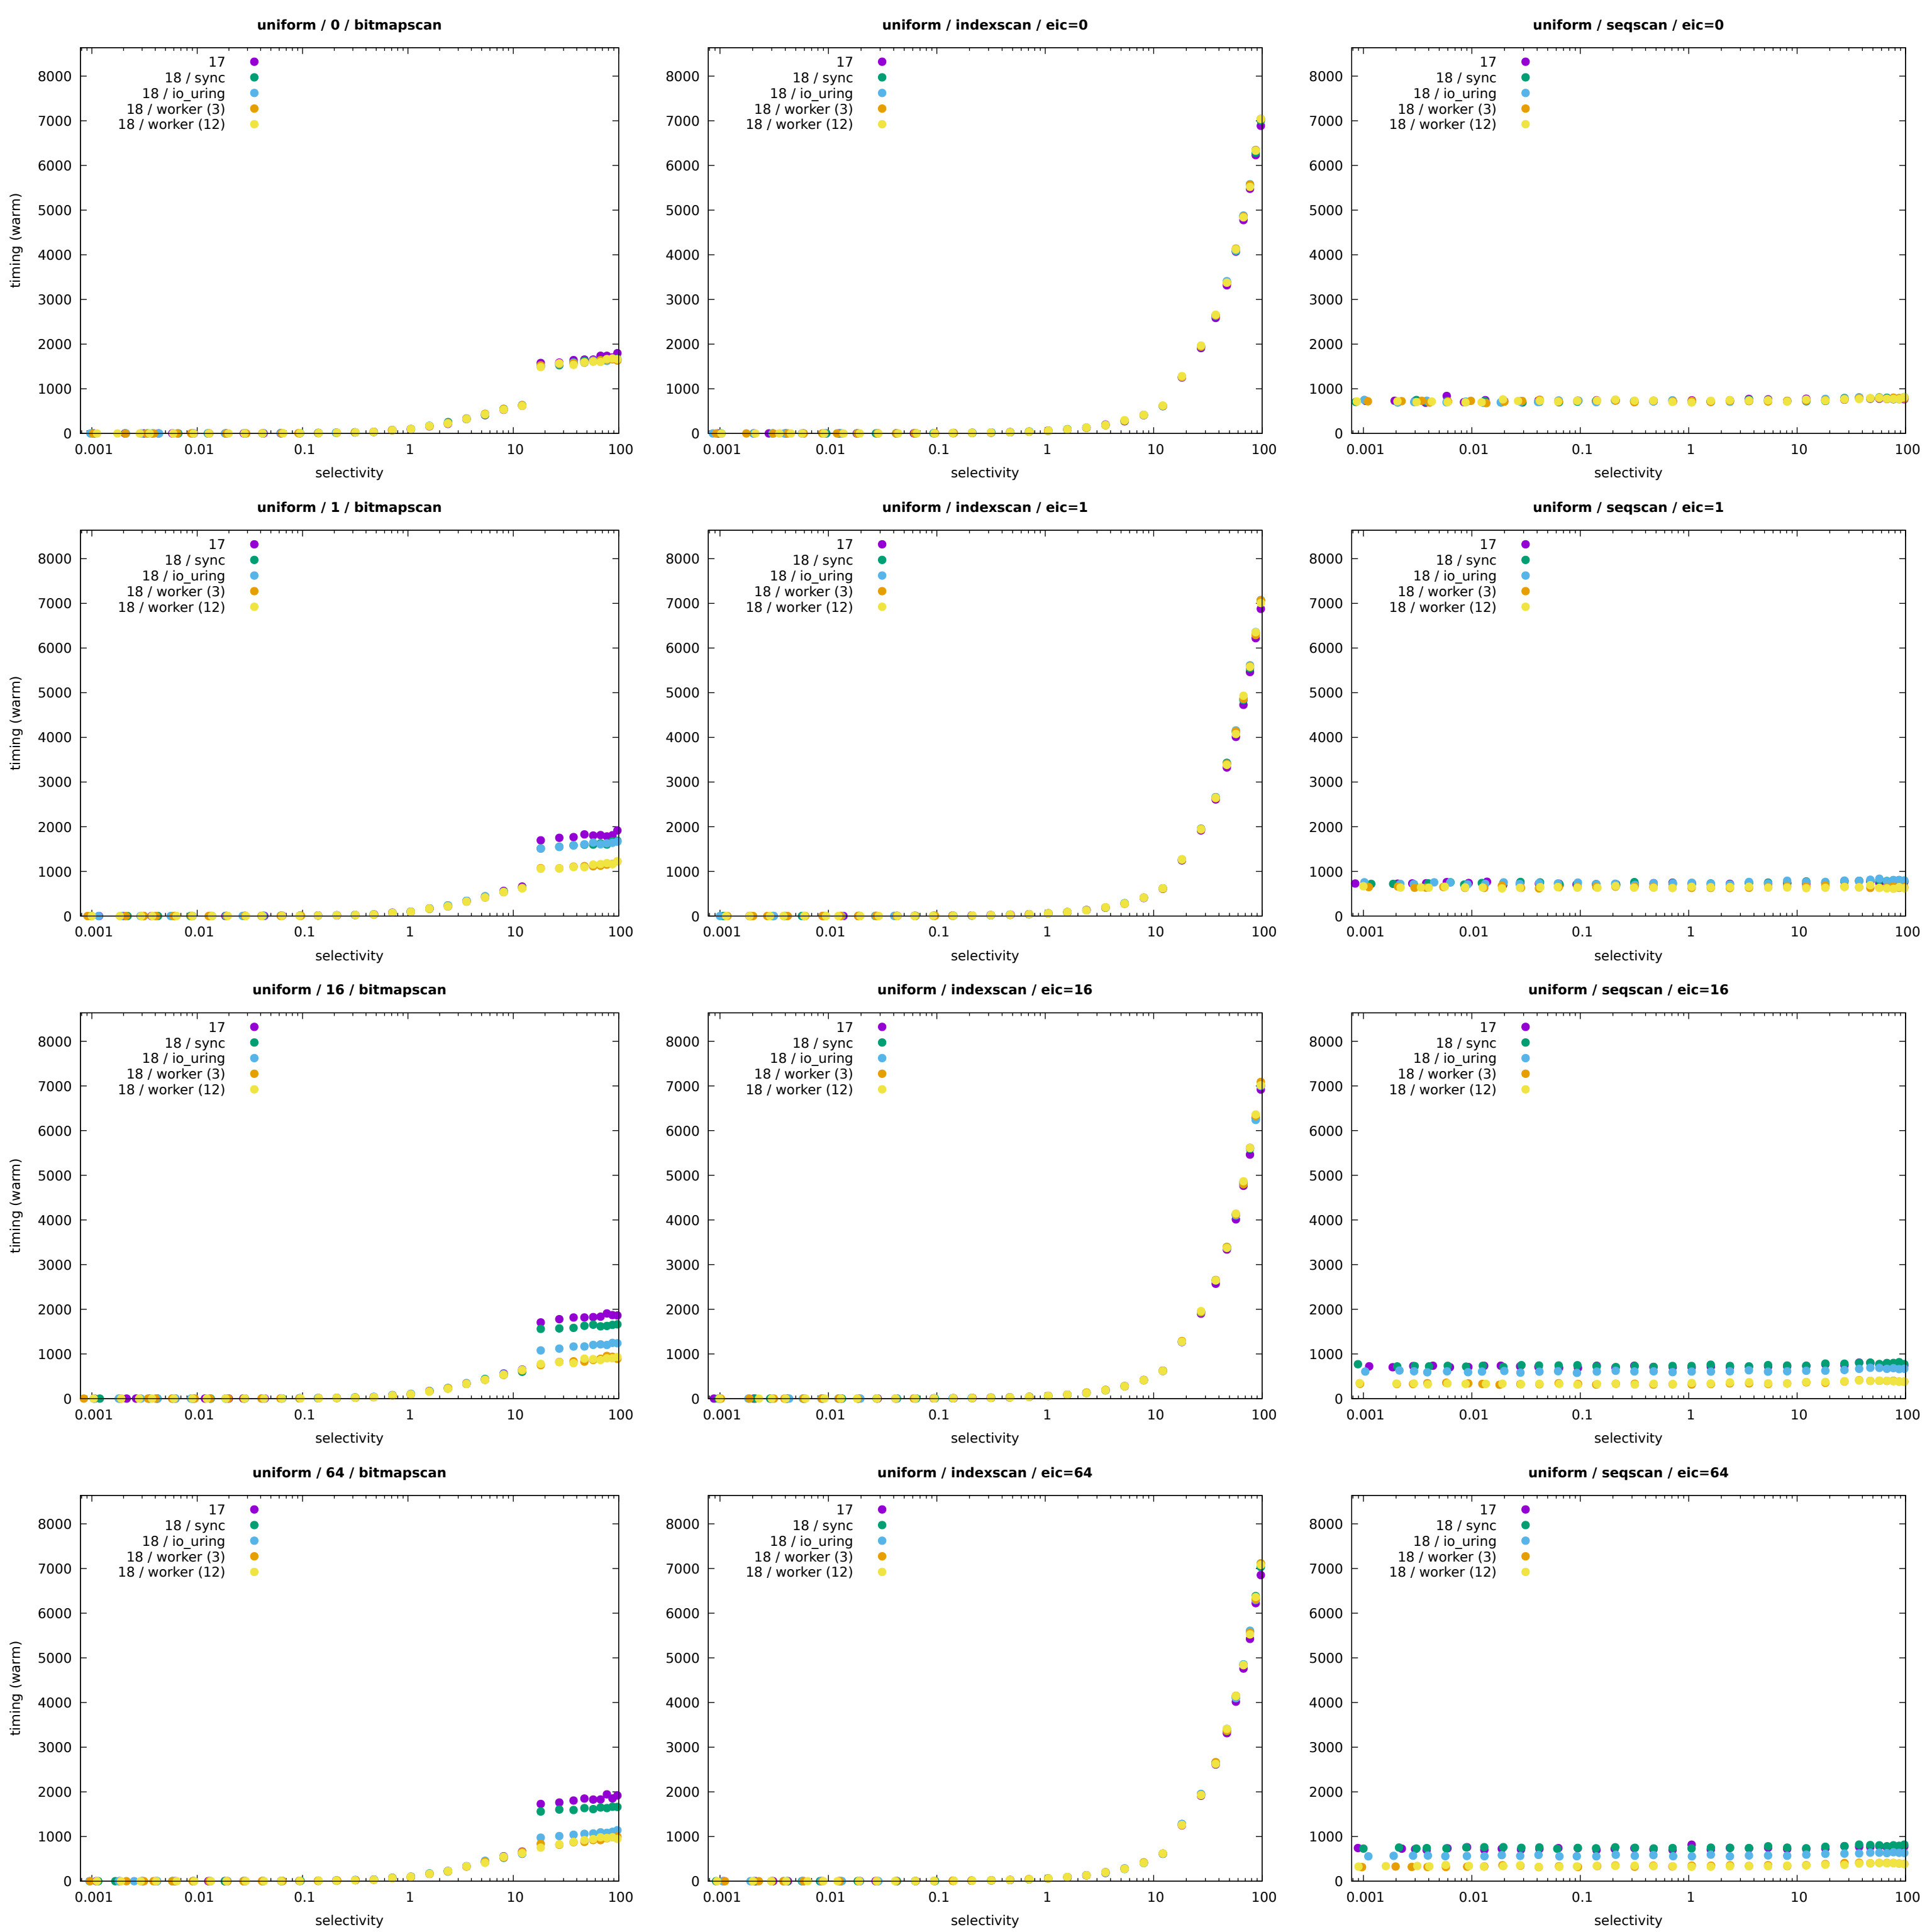 uniform / 0 / bitmapscan
timing (warm)
8000
7000
6000
5000
4000
3000
2000
1000
0
17
18 / sync
18 / io_uring
18 / worker (3)
18 / worker (12)
0.001 0.01 0.1 1 10 100
selectivity
uniform / indexscan / eic=0
8000
7000
6000
5000
4000
3000
2000
1000
0
17
18 / sync
18 / io_uring
18 / worker (3)
18 / worker (12)
0.001 0.01 0.1 1 10 100
selectivity
uniform / seqscan / eic=0
8000
7000
6000
5000
4000
3000
2000
1000
0
17
18 / sync
18 / io_uring
18 / worker (3)
18 / worker (12)
0.001 0.01 0.1 1 10 100
selectivity
uniform / 1 / bitmapscan
timing (warm)
8000
7000
6000
5000
4000
3000
2000
1000
0
17
18 / sync
18 / io_uring
18 / worker (3)
18 / worker (12)
0.001 0.01 0.1 1 10 100
selectivity
uniform / indexscan / eic=1
8000
7000
6000
5000
4000
3000
2000
1000
0
17
18 / sync
18 / io_uring
18 / worker (3)
18 / worker (12)
0.001 0.01 0.1 1 10 100
selectivity
uniform / seqscan / eic=1
8000
7000
6000
5000
4000
3000
2000
1000
0
17
18 / sync
18 / io_uring
18 / worker (3)
18 / worker (12)
0.001 0.01 0.1 1 10 100
selectivity
uniform / 16 / bitmapscan
timing (warm)
8000
7000
6000
5000
4000
3000
2000
1000
0
17
18 / sync
18 / io_uring
18 / worker (3)
18 / worker (12)
0.001 0.01 0.1 1 10 100
selectivity
uniform / indexscan / eic=16
8000
7000
6000
5000
4000
3000
2000
1000
0
17
18 / sync
18 / io_uring
18 / worker (3)
18 / worker (12)
0.001 0.01 0.1 1 10 100
selectivity
uniform / seqscan / eic=16
8000
7000
6000
5000
4000
3000
2000
1000
0
17
18 / sync
18 / io_uring
18 / worker (3)
18 / worker (12)
0.001 0.01 0.1 1 10 100
selectivity
uniform / 64 / bitmapscan
timing (warm)
8000
7000
6000
5000
4000
3000
2000
1000
0
17
18 / sync
18 / io_uring
18 / worker (3)
18 / worker (12)
0.001 0.01 0.1 1 10 100
selectivity
uniform / indexscan / eic=64
8000
7000
6000
5000
4000
3000
2000
1000
0
17
18 / sync
18 / io_uring
18 / worker (3)
18 / worker (12)
0.001 0.01 0.1 1 10 100
selectivity
uniform / seqscan / eic=64
8000
7000
6000
5000
4000
3000
2000
1000
0
17
18 / sync
18 / io_uring
18 / worker (3)
18 / worker (12)
0.001 0.01 0.1 1 10 100
selectivity